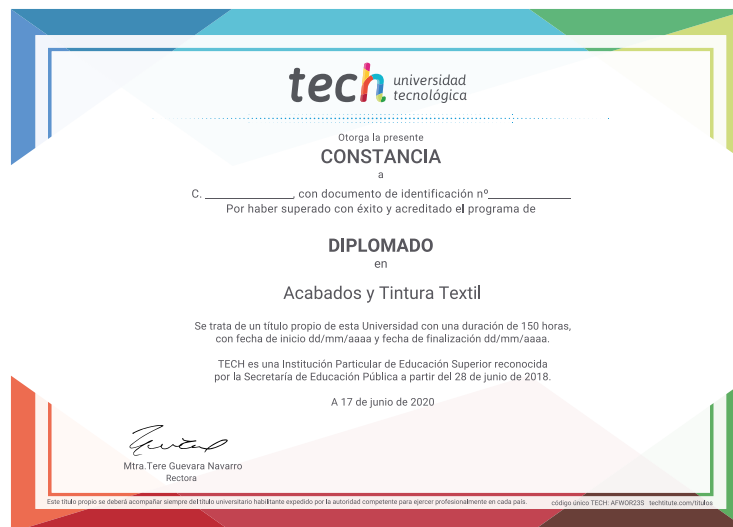 tech universidad
tecnológica
Otorga la presente
CONSTANCIA
a
C. ______________, con documento de identificación nº______________
Por haber superado con éxito y acreditado el programa de
DIPLOMADO
en
Acabados y Tintura Textil
Se trata de un título propio de esta Universidad con una duración de 150 horas,
con fecha de inicio dd/mm/aaaa y fecha de finalización dd/mm/aaaa.
TECH es una Institución Particular de Educación Superior reconocida
por la Secretaría de Educación Pública a partir del 28 de junio de 2018.
A 17 de junio de 2020
Mtra.Tere Guevara Navarro
Rectora
Este título propio se deberá acompañar siempre del título universitario habilitante expedido por la autoridad competente para ejercer profesionalmente en cada país. código único TECH: AFWOR23S techtitute.com/títulos